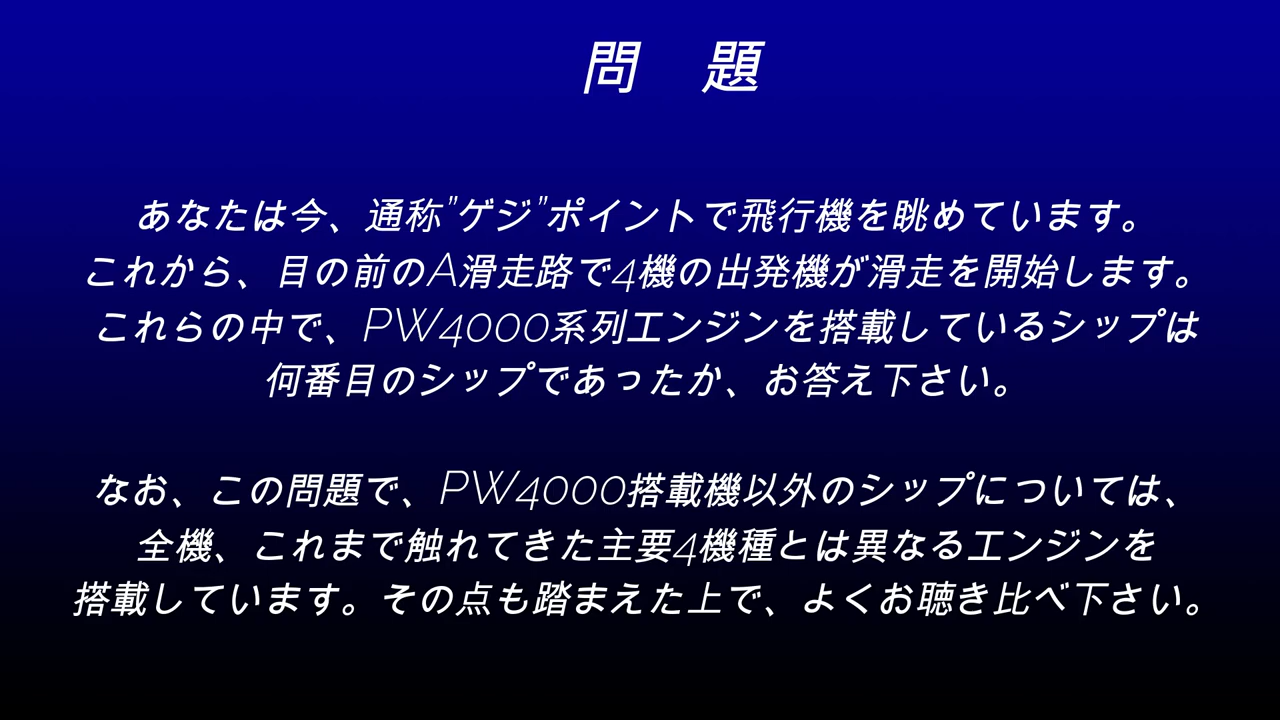 問 題
あなたは今、通称”ゲジ”ポイントで飛行機を眺めています。
これから、目の前のA滑走路で4機の出発機が滑走を開始します。
これらの中で、PW4000系列エンジンを搭載しているシップは
何番目のシップであったか、お答え下さい。
なお、この問題で、PW4000搭載機以外のシップについては、
全機、これまで触れてきた主要4機種とは異なるエンジンを
搭載しています。その点も踏まえた上で、よくお聴き比べ下さい。